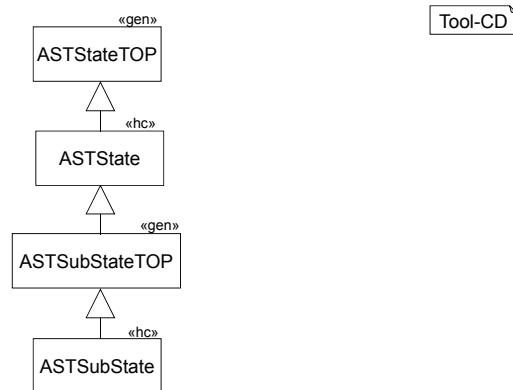 «gen»
Tool-CD
ASTStateTOP
«hc»
ASTState
«gen»
ASTSubStateTOP
«hc»
ASTSubState